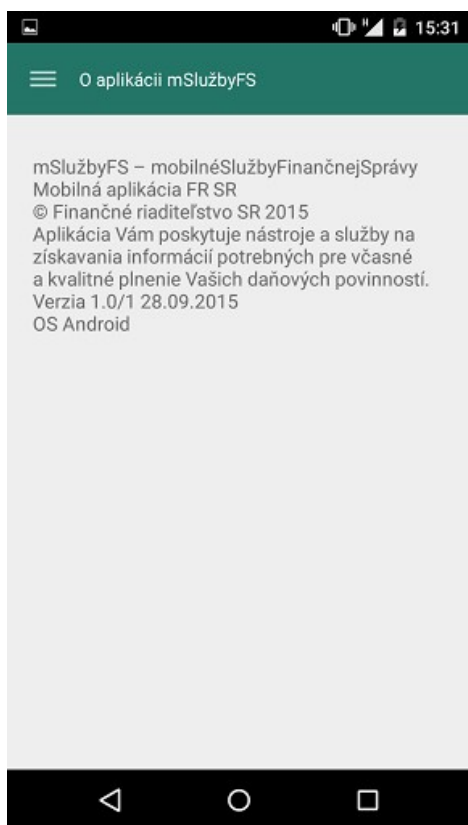 H 15:31
O aplikácii mSlužbyFS
mSlužbyFS – mobilnéSlužbyFinančnejSprávy
Mobilná aplikácia FR SR
© Finančné riaditeľstvo SR 2015
Aplikácia Vám poskytuje nástroje a služby na
získavania informácií potrebných pre včasné
a kvalitné plnenie Vašich daňových povinností.
Verzia 1.0/1 28.09.2015
OS Android